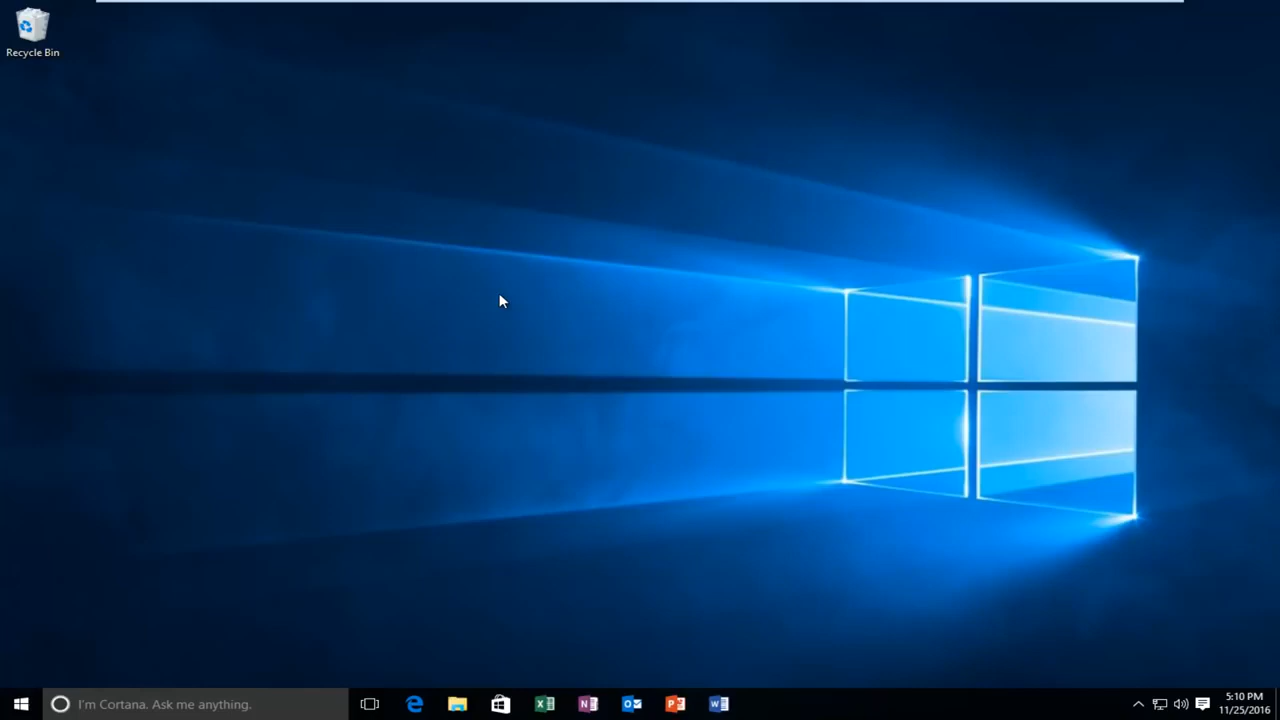 Recycle Bin
I'm Cortana. Ask me anything.
N
P
W
5:10 PM
11/25/2016